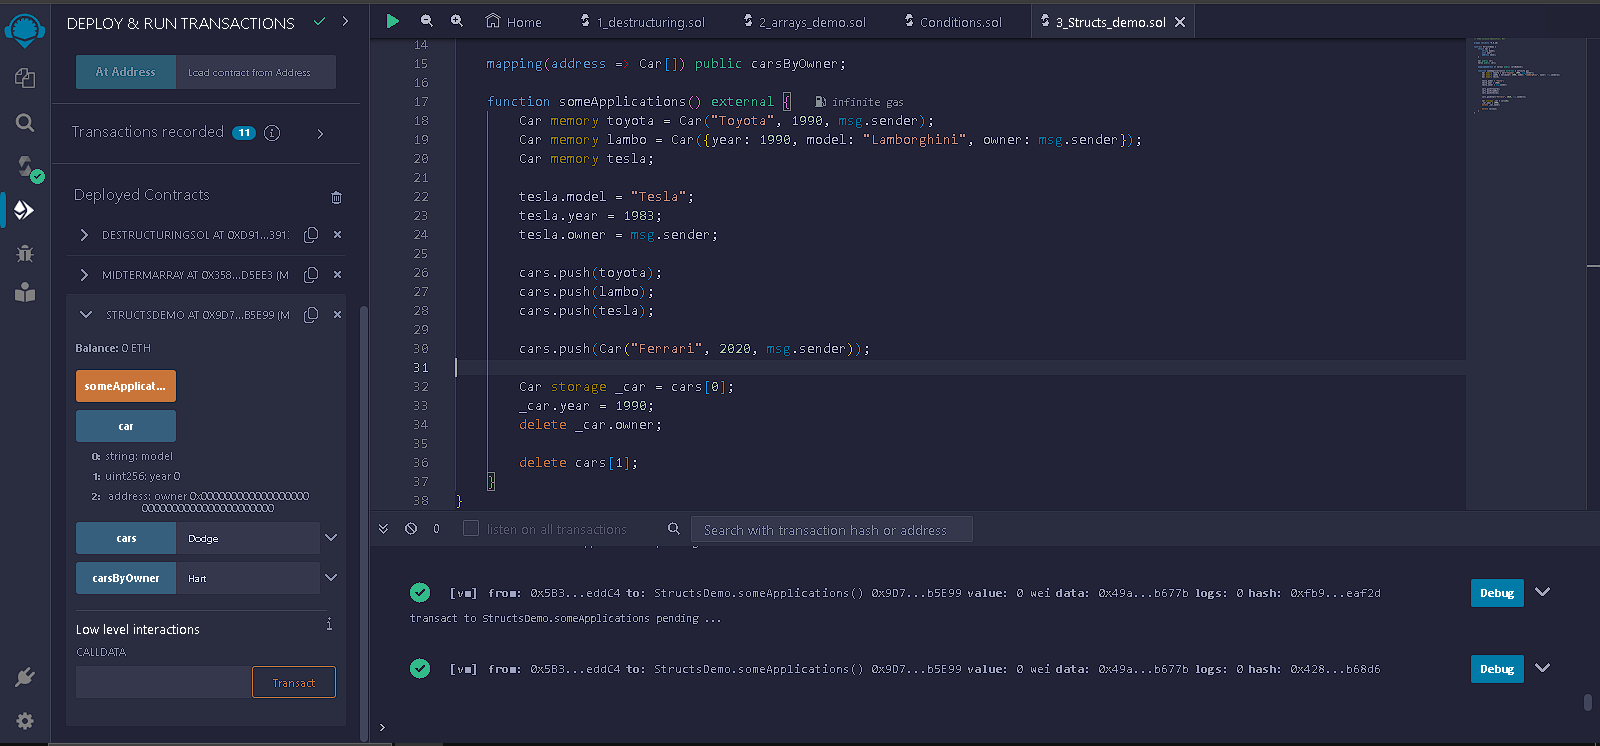 DEPLOY & RUN TRANSACTIONS
At Address
Load contract from Address
Transactions recorded 11 i
Deployed Contracts
DESTRUCTURINGSOL AT 0XD91...391
MIDTERMARRAY AT 0X358...D5EE3 (M
STRUCTSDEMO AT 0X9D7...B5E99 (M
Balance: 0 ETH
someApplicat...
car
0: string: model
1: uint256: year 0
2: address: owner 0x0000000000000000000000000000000000000000
cars
Dodge
carsByOwner
Hart
Low level interactions
i
CALLDATA
Transact
Home
1_destructuring.sol
2_arrays_demo.sol
Conditions.sol
3_Structs_demo.sol
14
15 mapping(address => Car[]) public carsByOwner;
16
17 function someApplications() external { infinite gas
18 Car memory toyota = Car("Toyota", 1990, msg.sender);
19 Car memory lambo = Car({year: 1990, model: "Lamborghini", owner: msg.sender});
20 Car memory tesla;
21
22 tesla.model = "Tesla";
23 tesla.year = 1983;
24 tesla.owner = msg.sender;
25
26 cars.push(toyota);
27 cars.push(lambo);
28 cars.push(tesla);
29
30 cars.push(Car("Ferrari", 2020, msg.sender));
31
32 Car storage _car = cars[0];
33 _car.year = 1990;
34 delete _car.owner;
35
36 delete cars[1];
37 }
38 }
0
listen on all transactions
Search with transaction hash or address
[vm] from: 0x5B3...eddC4 to: StructsDemo.someApplications() 0x9D7...b5E99 value: 0 wei data: 0x49a...b677b logs: 0 hash: 0xfb9...eaf2d
Debug
transact to StructsDemo.someApplications pending ...
[vm] from: 0x5B3...eddC4 to: StructsDemo.someApplications() 0x9D7...b5E99 value: 0 wei data: 0x49a...b677b logs: 0 hash: 0x428...b68d6
Debug
>